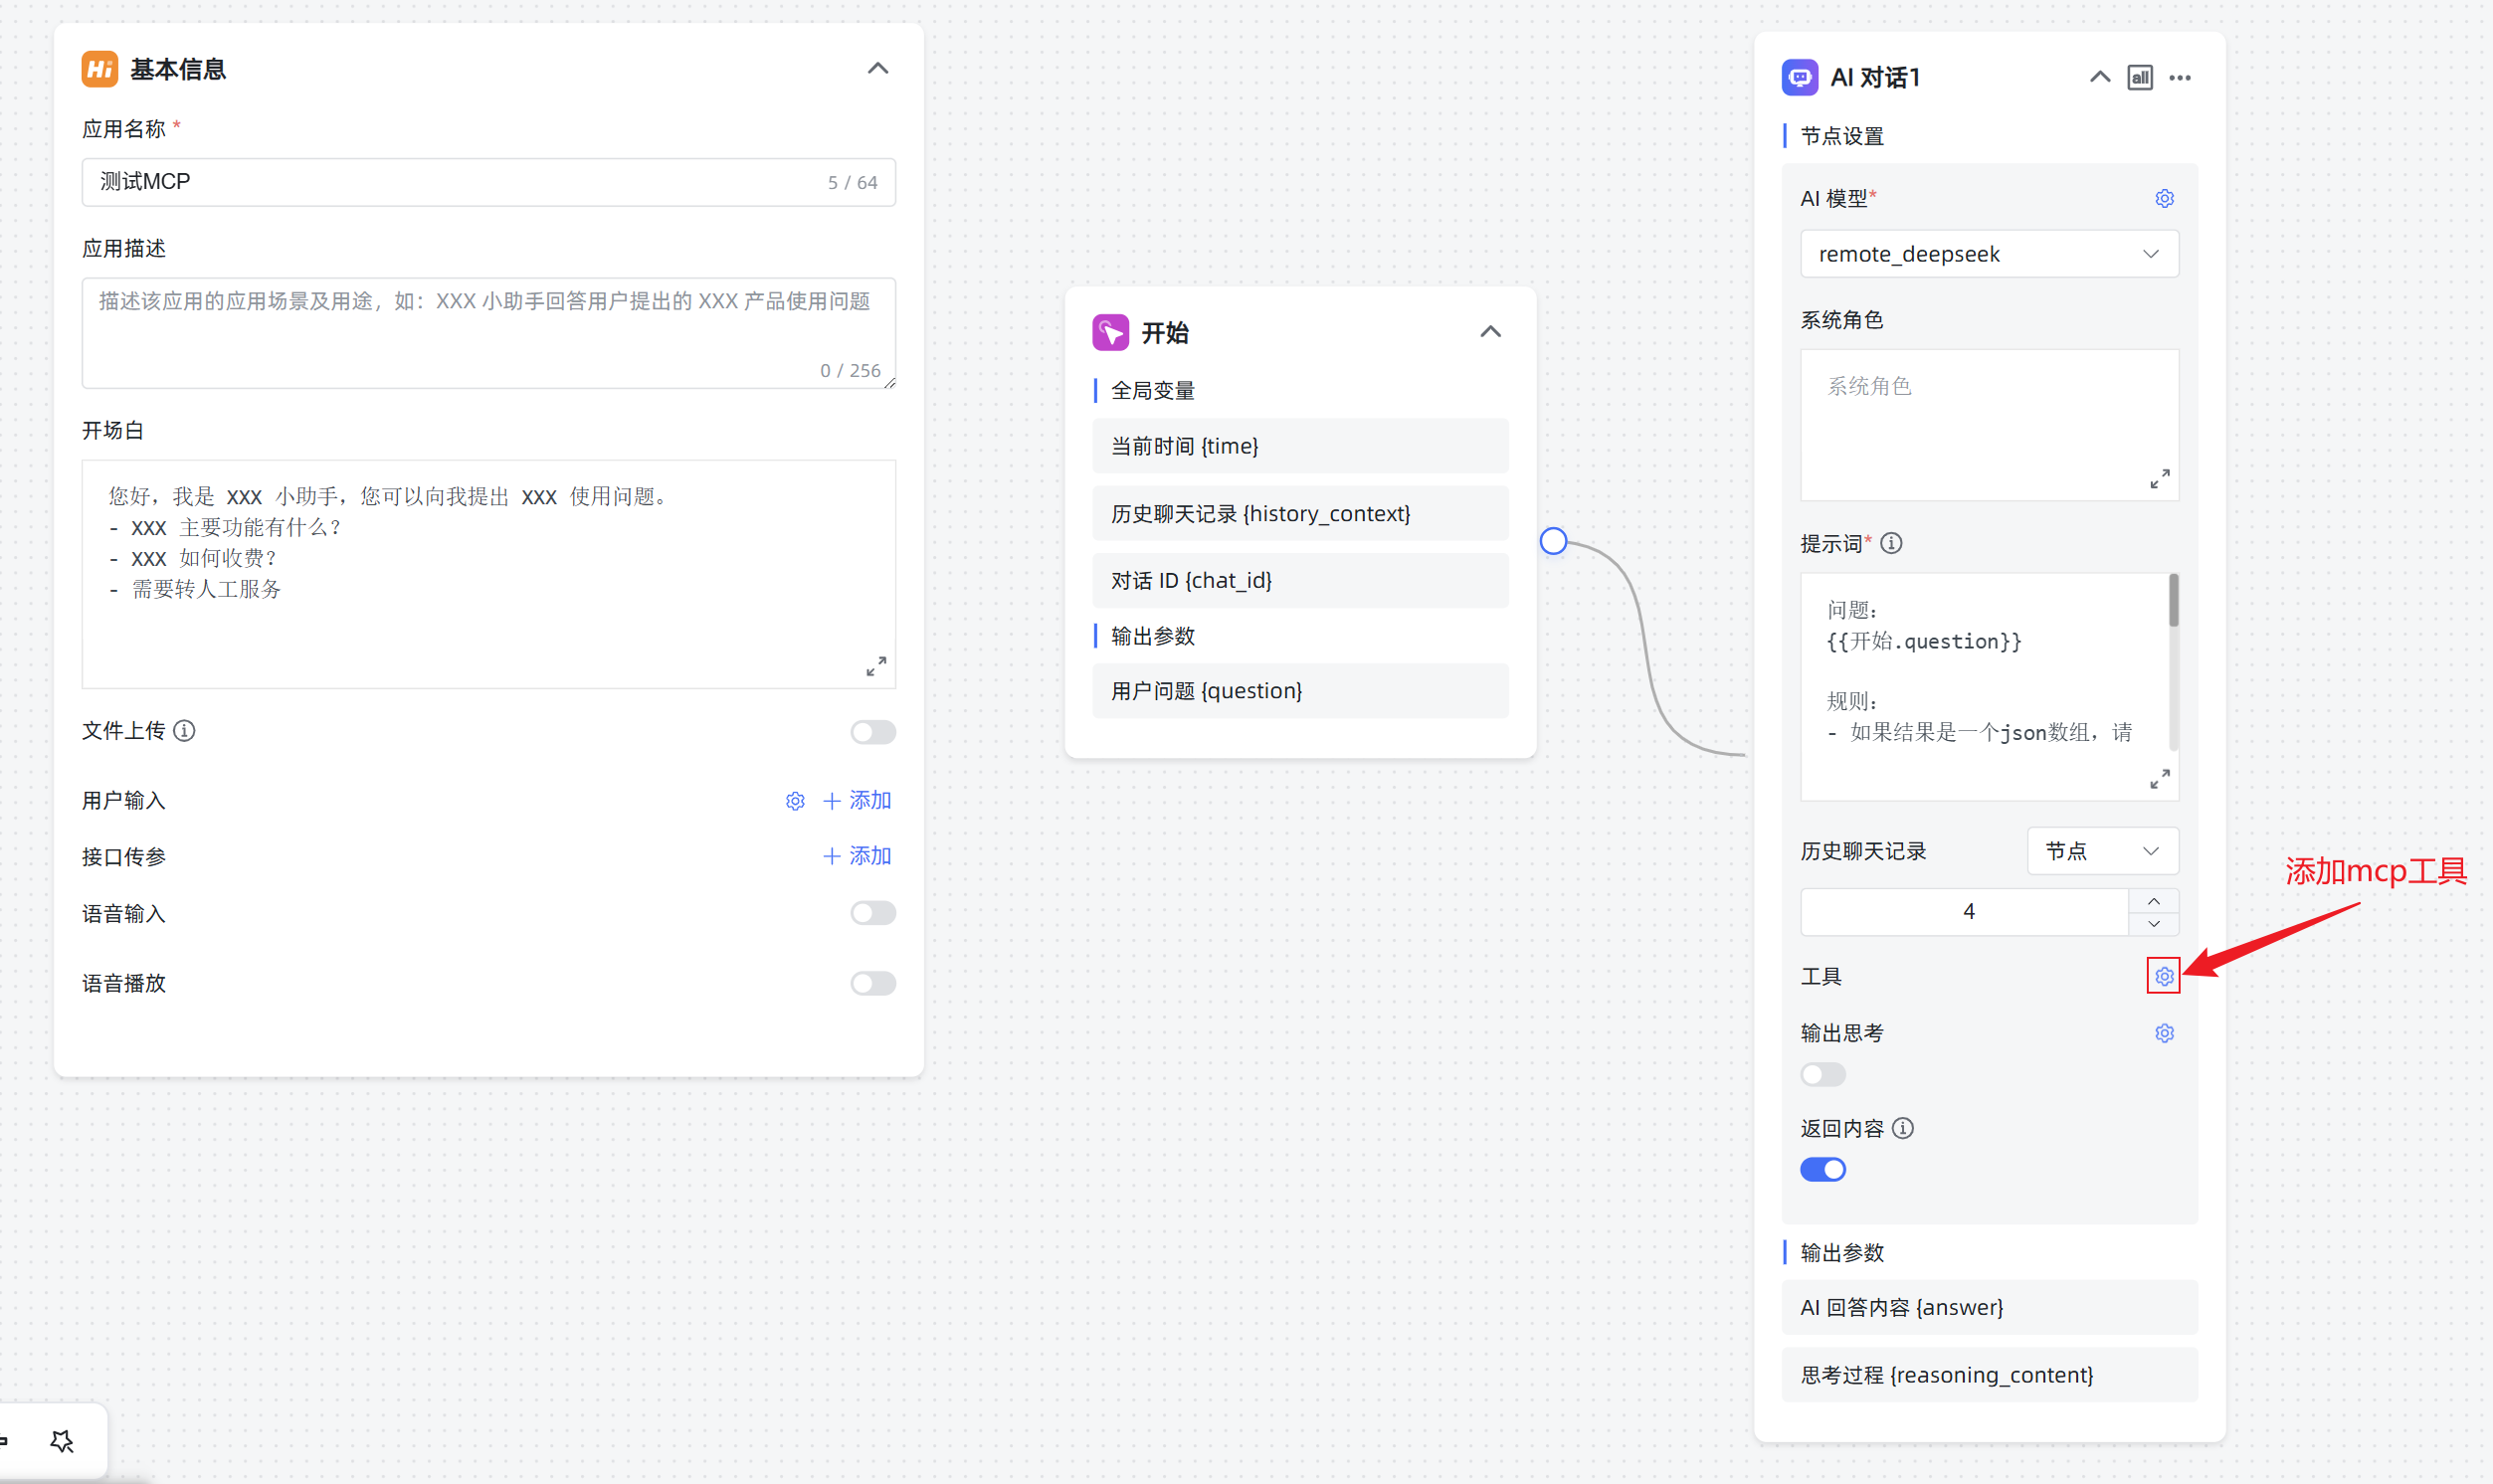 Hi 基本信息
应用名称 *
测试MCP
5 / 64
应用描述
描述该应用的应用场景及用途，如：XXX 小助手回答用户提出的 XXX 产品使用问题
0 / 256
开场白
您好，我是 XXX 小助手，您可以向我提出 XXX 使用问题。
- XXX 主要功能有什么？
- XXX 如何收费？
- 需要转人工服务
文件上传
用户输入
添加
接口传参
添加
语音输入
语音播放
开始
全局变量
当前时间 {time}
历史聊天记录 {history_context}
对话 ID {chat_id}
输出参数
用户问题 {question}
AI 对话1
all
节点设置
AI 模型*
remote_deepseek
系统角色
系统角色
提示词*
问题：
{{开始.question}}
规则：
- 如果结果是一个json数组，请
历史聊天记录
节点
4
工具
添加mcp工具
输出思考
返回内容
输出参数
AI 回答内容 {answer}
思考过程 {reasoning_content}